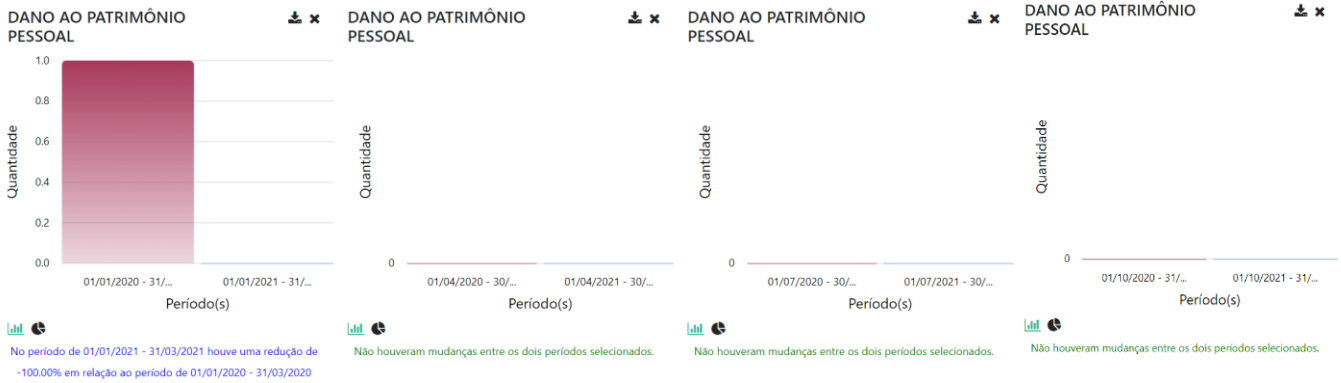 DANO AO PATRIMÔNIO
PESSOAL
1.0
0.8
0.6
0.4
0.2
0.0
Quantidade
01/01/2020 - 31/...
01/01/2021 - 31/...
Período(s)
No período de 01/01/2021 - 31/03/2021 houve uma redução de
-100.00% em relação ao período de 01/01/2020 - 31/03/2020
DANO AO PATRIMÔNIO
PESSOAL
Quantidade
0
01/04/2020 - 30/...
01/04/2021 - 30/...
Período(s)
Não houveram mudanças entre os dois períodos selecionados.
DANO AO PATRIMÔNIO
PESSOAL
Quantidade
0
01/07/2020 - 30/...
01/07/2021 - 30/...
Período(s)
Não houveram mudanças entre os dois períodos selecionados.
DANO AO PATRIMÔNIO
PESSOAL
Quantidade
0
01/10/2020 - 31/...
01/10/2021 - 31/...
Período(s)
Não houveram mudanças entre os dois períodos selecionados.